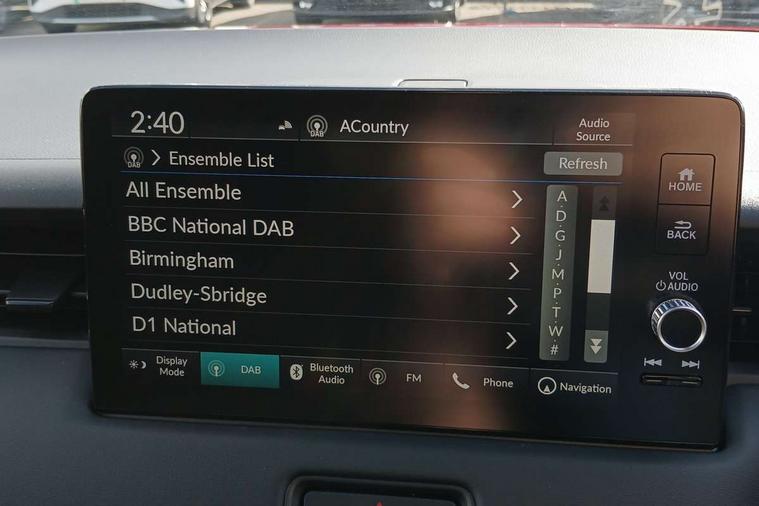 2:40
DAB
ACountry
Audio
Source
DAB
Ensemble List
Refresh
All Ensemble
BBC National DAB
Birmingham
Dudley-Sbridge
D1 National
A
D
G
J
M
P
T
W
#
HOME
BACK
VOL
AUDIO
Display
Mode
DAB
Bluetooth
Audio
FM
Phone
Navigation